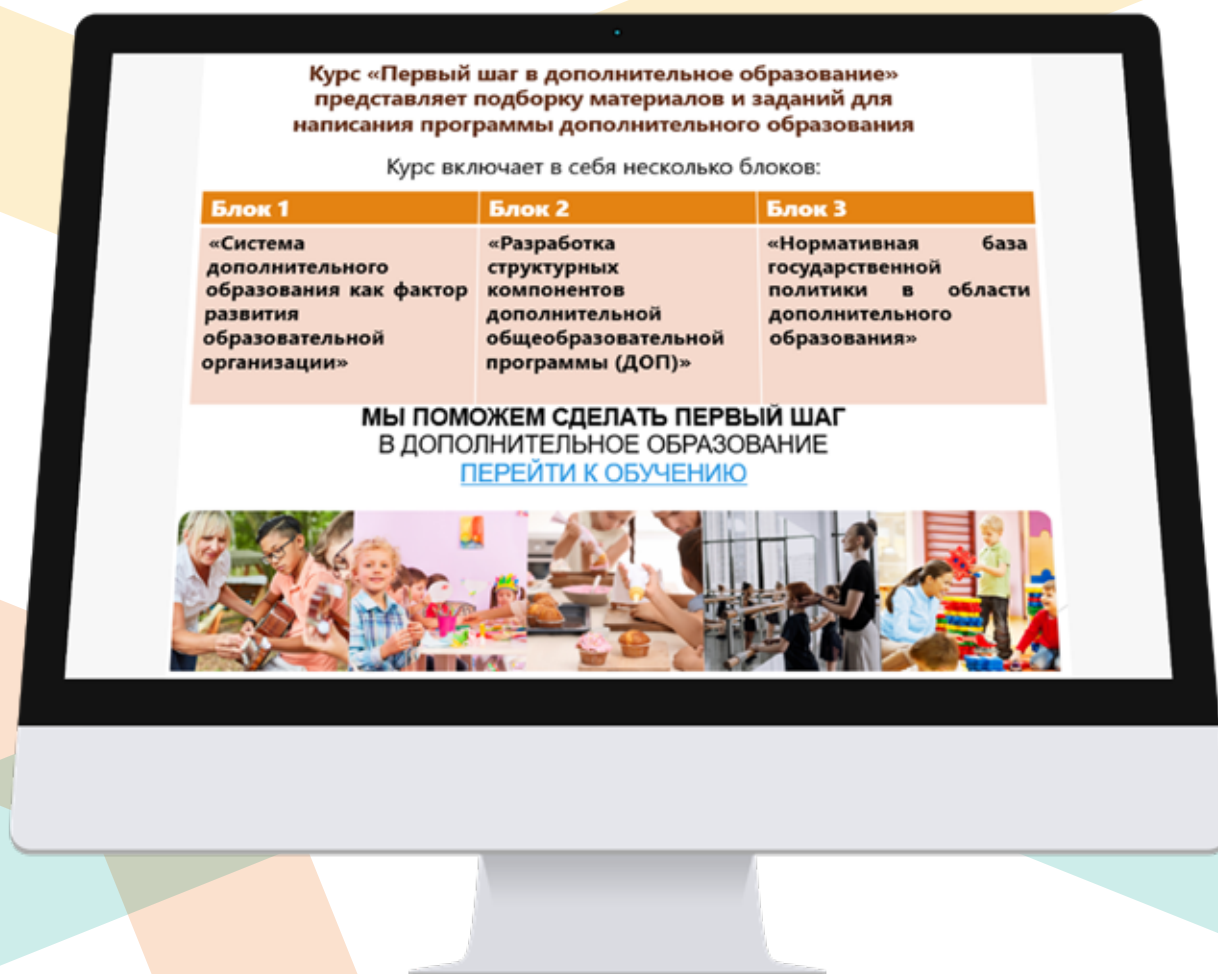 Курс «Первый шаг в дополнительное образование»
представляет подборку материалов и заданий для
написания программы дополнительного образования
Курс включает в себя несколько блоков:
Блок 1
«Система
дополнительного
образования как фактор
развития
образовательной
организации»
Блок 2
«Разработка
структурных
компонентов
дополнительной
общеобразовательной
программы (ДОП)»
Блок 3
«Нормативная база
государственной
политики в области
дополнительного
образования»
МЫ ПОМОЖЕМ СДЕЛАТЬ ПЕРВЫЙ ШАГ
В ДОПОЛНИТЕЛЬНОЕ ОБРАЗОВАНИЕ
ПЕРЕЙТИ К ОБУЧЕНИЮ